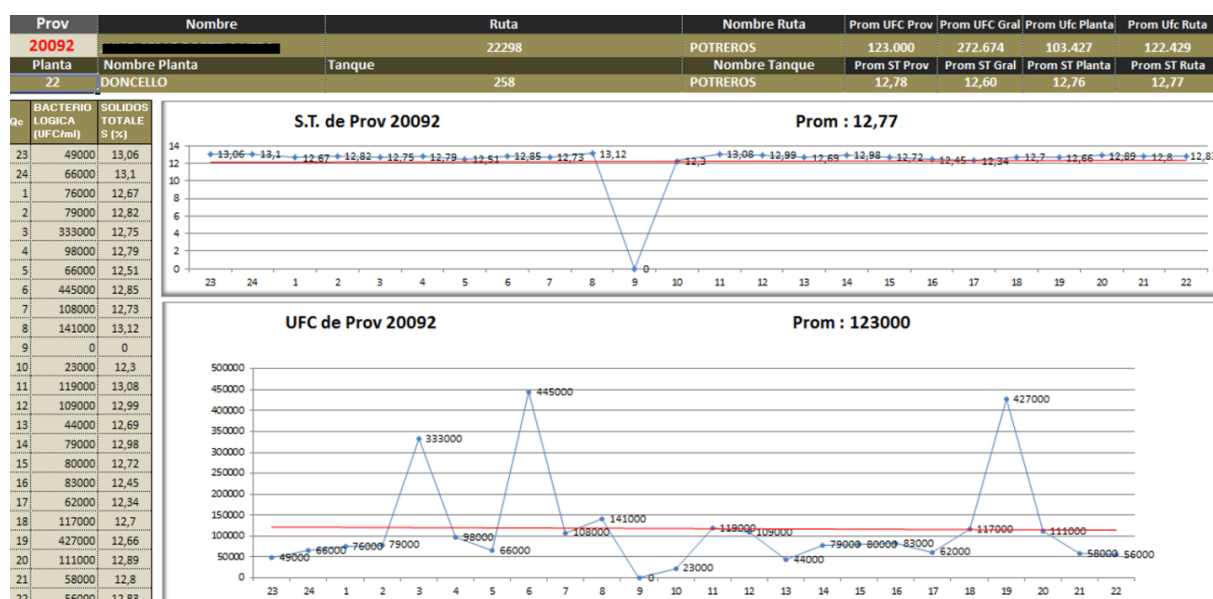 Prov Nombre Ruta Nombre Ruta Prom UFC Prov Prom UFC Gral Prom Ufc Planta Prom Ufc Ruta
20092 22298 POTREROS 123.000 272.674 103.427 122.429
Planta Nombre Planta Tanque Nombre Tanque Prom ST Prov Prom ST Gral Prom ST Planta Prom ST Ruta
22 DONCELLO 258 POTREROS 12,78 12,60 12,76 12,77
Qc BACTERIO LOGICA (UFC/ml) SOLIDOS TOTALE S (%)
23 49000 13,06
24 66000 13,1
1 76000 12,67
2 79000 12,82
3 333000 12,75
4 98000 12,79
5 66000 12,51
6 445000 12,85
7 108000 12,73
8 141000 13,12
9 0 0
10 23000 12,3
11 119000 13,08
12 109000 12,99
13 44000 12,69
14 79000 12,98
15 80000 12,72
16 83000 12,45
17 62000 12,34
18 117000 12,7
19 427000 12,66
20 111000 12,89
21 58000 12,8
22 56000 12,83
S.T. de Prov 20092 Prom : 12,77
14
12
10
8
6
4
2
0
13,06 13,1 12,67 12,82 12,75 12,79 12,51 12,85 12,73 13,12 0 12,3 13,08 12,99 12,69 12,98 12,72 12,45 12,34 12,7 12,66 12,89 12,8 12,83
23 24 1 2 3 4 5 6 7 8 9 10 11 12 13 14 15 16 17 18 19 20 21 22
UFC de Prov 20092 Prom : 123000
500000
450000
400000
350000
300000
250000
200000
150000
100000
50000
0
49000 66000 76000 79000 333000 98000 66000 445000 108000 141000 0 23000 119000 109000 44000 79000 80000 83000 62000 117000 427000 111000 58000 56000
23 24 1 2 3 4 5 6 7 8 9 10 11 12 13 14 15 16 17 18 19 20 21 22